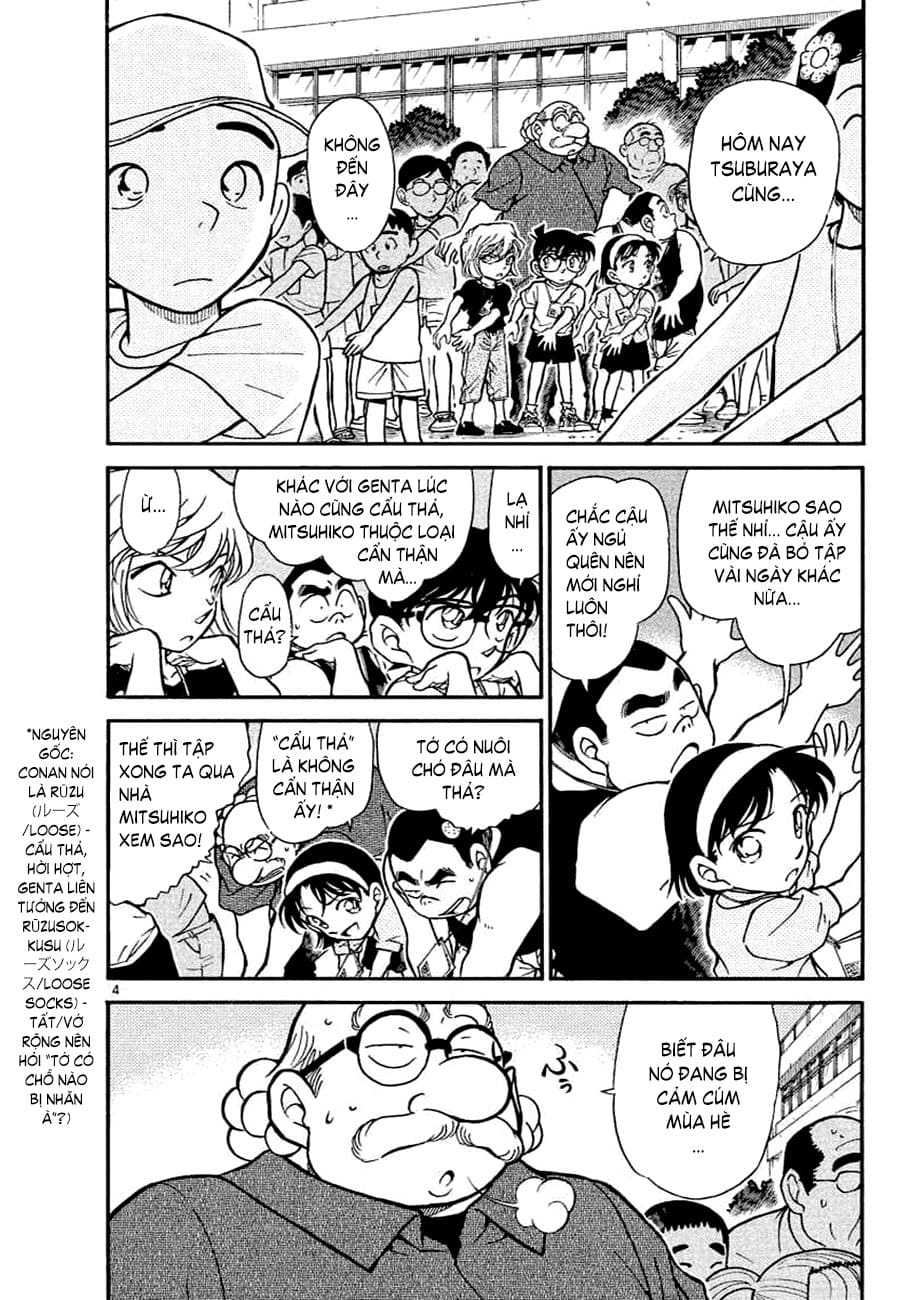 HÔM NAY
TSUBURAYA
CŨNG...
KHÔNG
ĐẾN
ĐÂY
...
MITSUHIKO SAO
THẾ NHỈ... CẬU ẤY
CŨNG ĐÃ BỎ TẬP
VÀI NGÀY KHÁC
NỮA...
CHẮC CẬU
ẤY NGỦ
QUÊN NÊN
MỚI NGHỈ
LUÔN
THÔI!
LẠ
NHỈ
...
KHÁC VỚI GENTA LÚC
NÀO CŨNG CẨU THẢ,
MITSUHIKO THUỘC LOẠI
CẨN THẬN
MÀ...
CẨU
THẢ?
Ừ...
TỚ CÓ NUÔI
CHÓ ĐÂU MÀ
THẢ?
"CẨU THẢ"
LÀ KHÔNG
CẨN THẬN
ẤY! *
THẾ THÌ TẬP
XONG TA QUA
NHÀ
MITSUHIKO
XEM SAO!
*NGUYÊN
GỐC:
CONAN NÓI
LÀ RŪZU
(ルーズ
/LOOSE) -
CẨU THẢ,
HỜI HỢT,
GENTA LIÊN
TƯỞNG ĐẾN
RŪZUSOK-
KUSU (ル
ーズソック
ス/LOOSE
SOCKS) -
TẤT/VỚ
RỘNG NÊN
HỎI "TỚ CÓ
CHỖ NÀO
BỊ NHĂN
À"?)
4
BIẾT ĐÂU
NÓ ĐANG BỊ
CẢM CÚM
MÙA HÈ
...
ふぅ